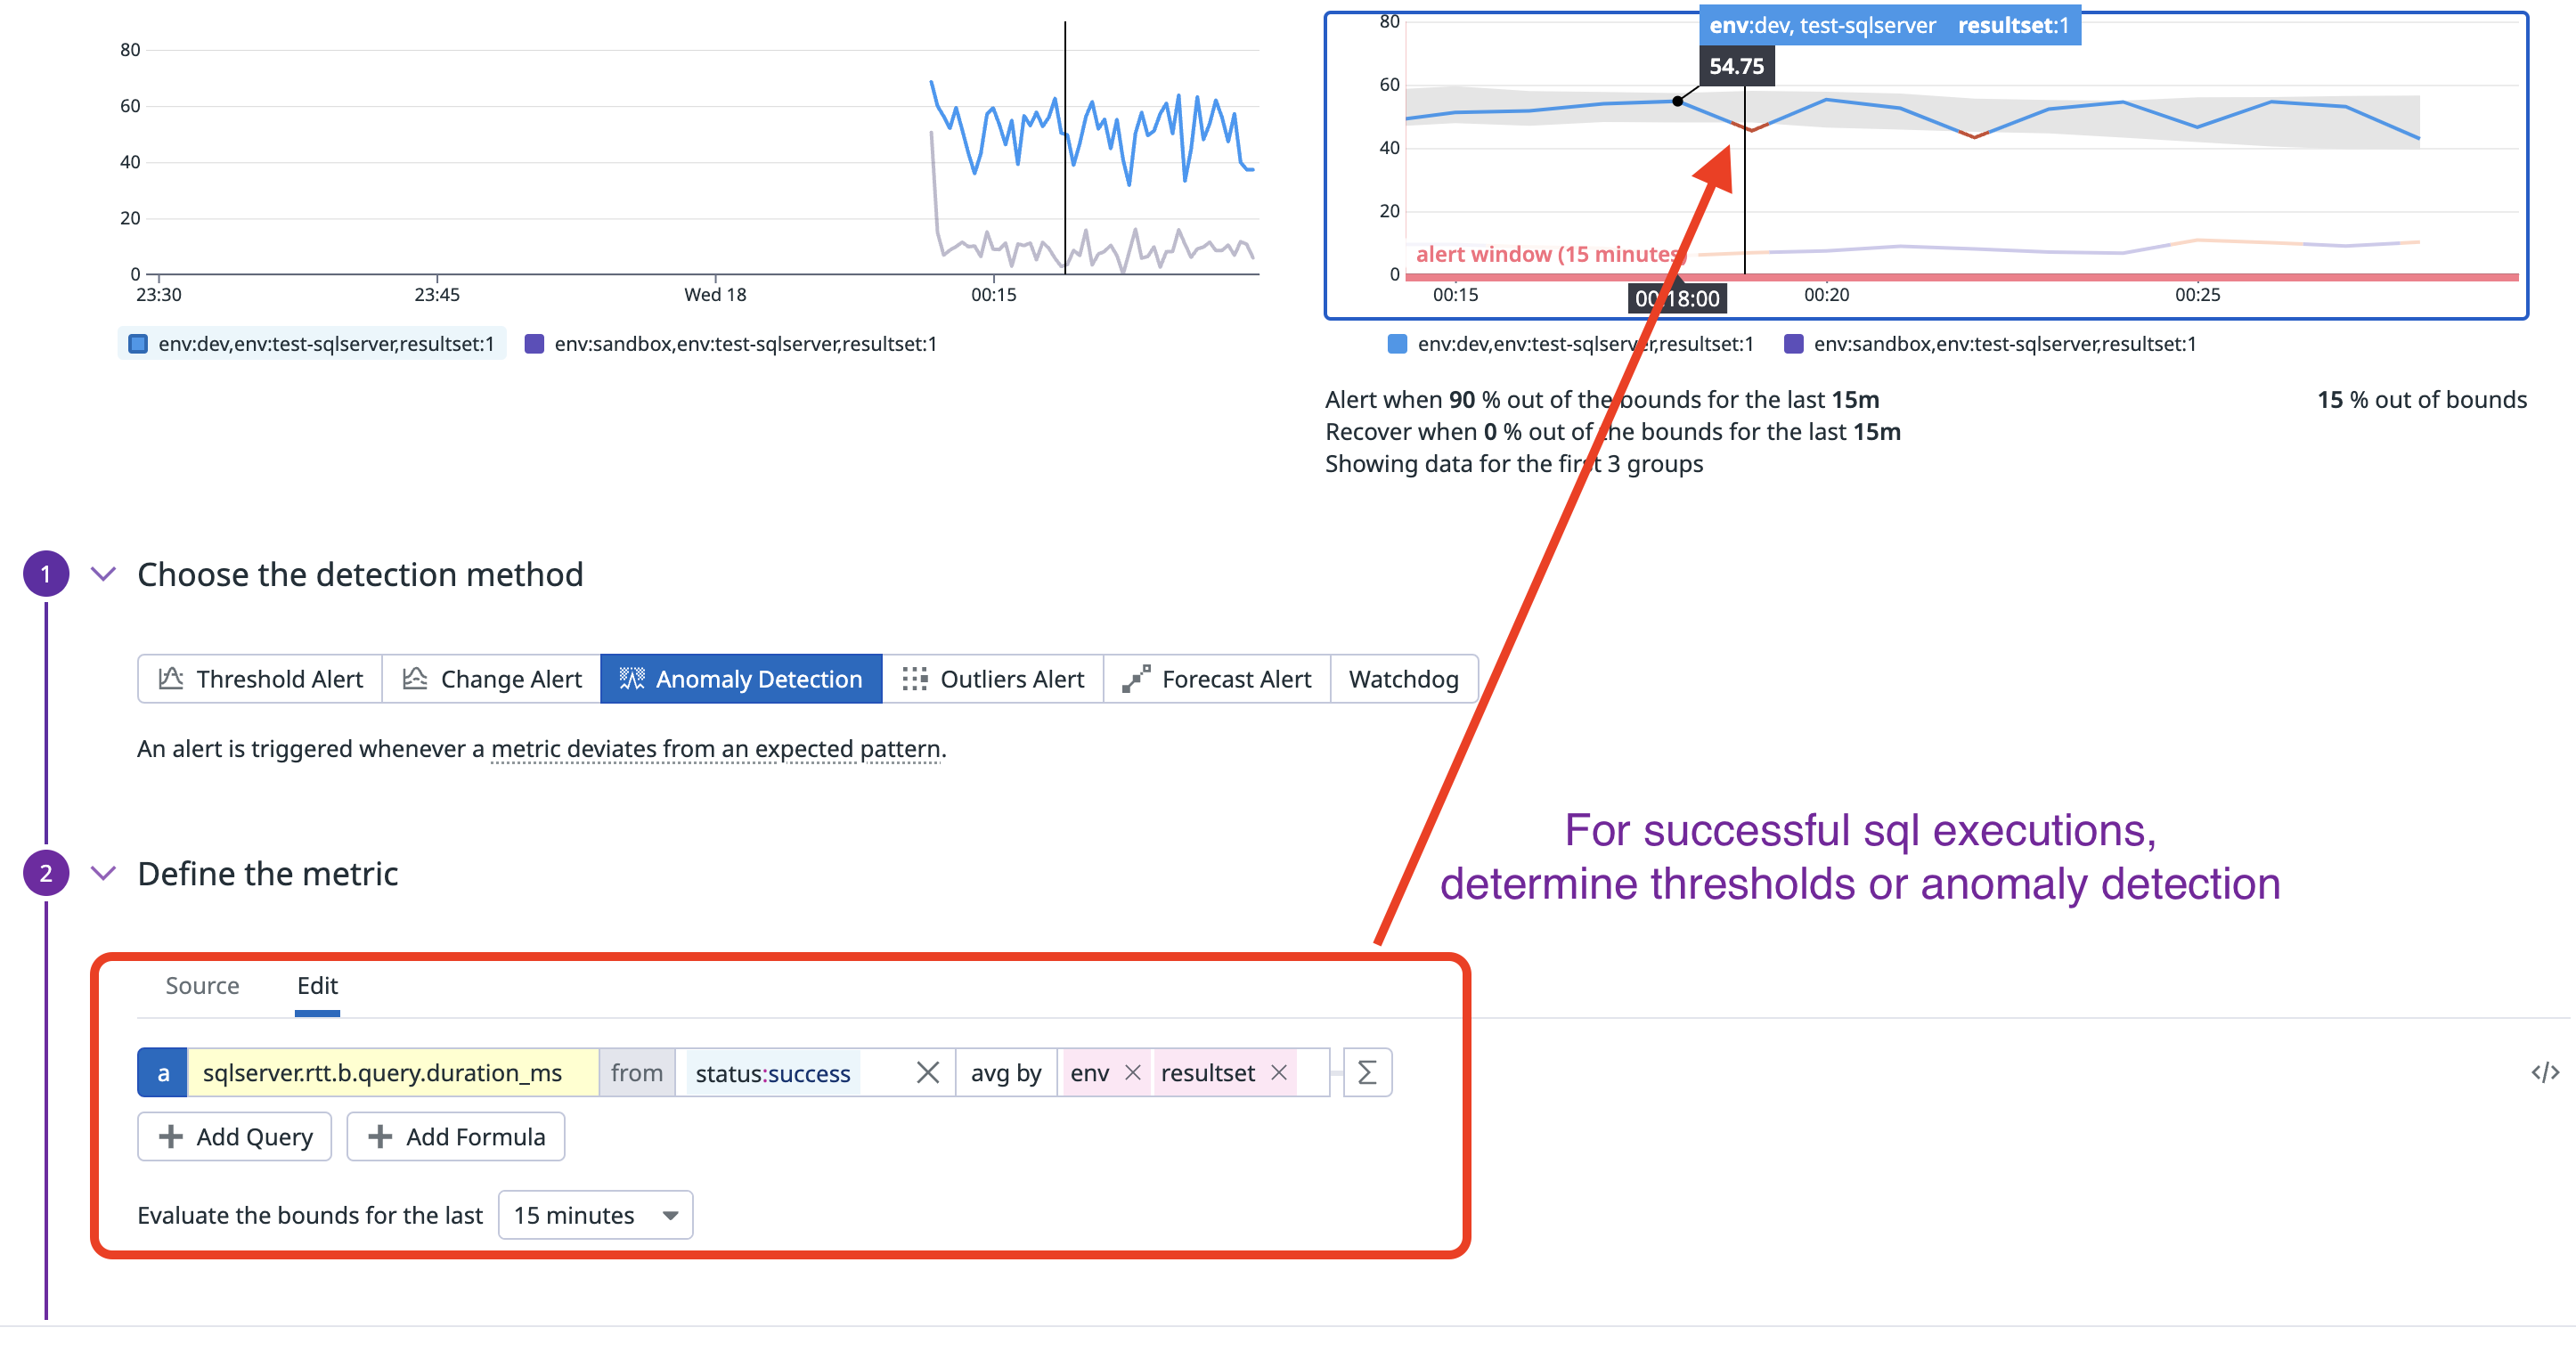 80
60
40
20
0
23:30 23:45 Wed 18 00:15
env:dev,env:test-sqlserver,resultset:1 env:sandbox,env:test-sqlserver,resultset:1
env:dev, test-sqlserver resultset:1
54.75
80
60
40
20
0
alert window (15 minutes)
00:15 00:18:00 00:20 00:25
env:dev,env:test-sqlserver,resultset:1 env:sandbox,env:test-sqlserver,resultset:1
Alert when 90 % out of the bounds for the last 15m 15 % out of bounds
Recover when 0 % out of the bounds for the last 15m
Showing data for the first 3 groups
1 Choose the detection method
Threshold Alert Change Alert Anomaly Detection Outliers Alert Forecast Alert Watchdog
An alert is triggered whenever a metric deviates from an expected pattern.
For successful sql executions,
determine thresholds or anomaly detection
2 Define the metric
Source Edit
a sqlserver.rtt.b.query.duration_ms from status:success avg by env resultset Σ </>
Add Query Add Formula
Evaluate the bounds for the last 15 minutes